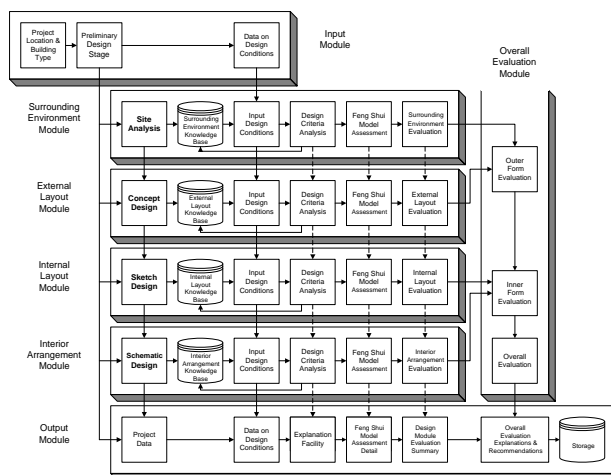 Project
Location &
Building
Type
Preliminary
Design
Stage
Data on
Design
Conditions
Input
Module
Overall
Evaluation
Module
Surrounding
Environment
Module
Site
Analysis
Surrounding
Environment
Knowledge
Base
Input
Design
Conditions
Design
Criteria
Analysis
Feng Shui
Model
Assessment
Surrounding
Environment
Evaluation
Outer Form
Evaluation
External
Layout
Module
Concept
Design
External
Layout
Knowledge
Base
Input
Design
Conditions
Design
Criteria
Analysis
Feng Shui
Model
Assessment
External
Layout
Evaluation
Internal
Layout
Module
Sketch
Design
Internal
Layout
Knowledge
Base
Input
Design
Conditions
Design
Criteria
Analysis
Feng Shui
Model
Assessment
Internal
Layout
Evaluation
Inner
Form
Evaluation
Interior
Arrangement
Module
Schematic
Design
Interior
Arrangement
Knowledge
Base
Input
Design
Conditions
Design
Criteria
Analysis
Feng Shui
Model
Assessment
Interior
Arrangement
Evaluation
Overall
Evaluation
Output
Module
Project
Data
Data on
Design
Conditions
Explanation
Facility
Feng Shui
Model
Assessment
Detail
Design
Module
Evaluation
Summary
Overall
Evaluation
Explanations &
Recommendations
Storage